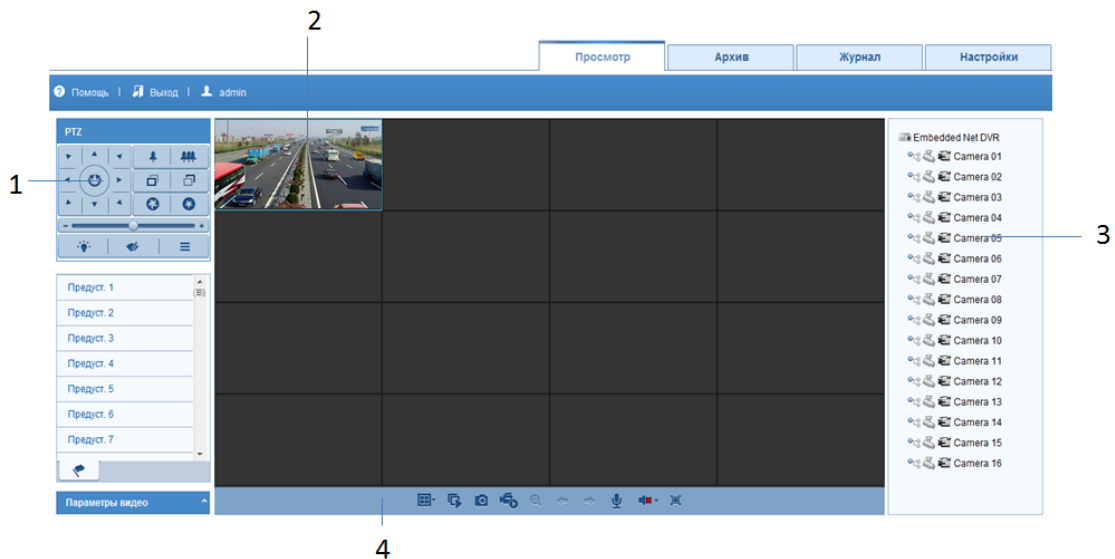 2
Просмотр
Архив
Журнал
Настройки
Помощь | Выход | admin
PTZ
1
Предуст. 1
Предуст. 2
Предуст. 3
Предуст. 4
Предуст. 5
Предуст. 6
Предуст. 7
Параметры видео
Embedded Net DVR
Camera 01
Camera 02
Camera 03
Camera 04
Camera 05
Camera 06
Camera 07
Camera 08
Camera 09
Camera 10
Camera 11
Camera 12
Camera 13
Camera 14
Camera 15
Camera 16
3
4